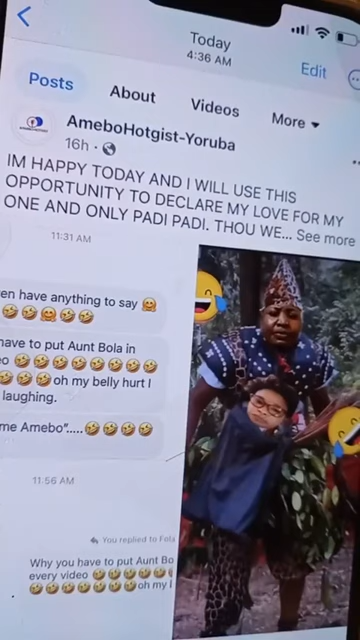 Today
4:36 AM
Edit
Posts
About
Videos
More
AmeboHotgist-Yoruba
16h
IM HAPPY TODAY AND I WILL USE THIS
OPPORTUNITY TO DECLARE MY LOVE FOR MY
ONE AND ONLY PADI PADI. THOU WE... See more
11:31 AM
en have anything to say 🤗
🤣🤣🤗🤣🤣
have to put Aunt Bola in
eo 🤣🤣🤣🤣🤣🤣🤣🤣
🤣🤣🤣oh my belly hurt I
laughing.
me Amebo".....🤣🤣🤣🤣
11:56 AM
You replied to Fola
Why you have to put Aunt Bo
every video 🤣🤣🤣🤣🤣
🤣🤣🤣🤣🤣🤣🤣oh my l